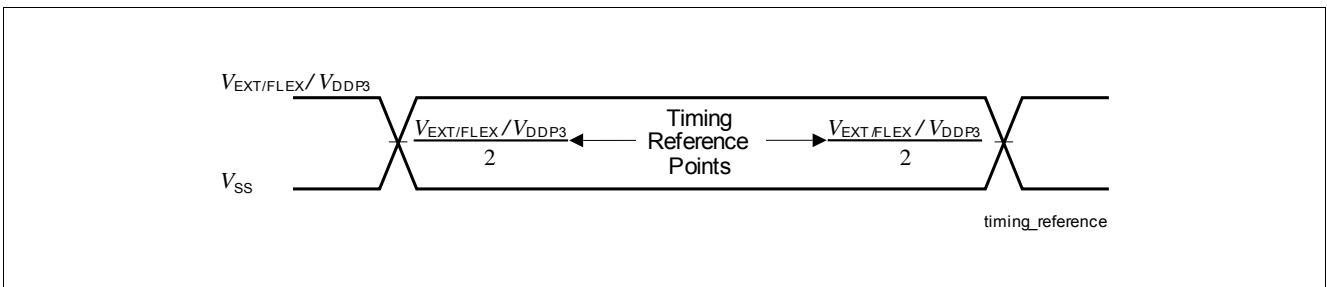 VEXT/FLEX/VDDP3
VEXT/FLEX/VDDP3
2
Timing
Reference
Points
VEXT/FLEX/VDDP3
2
VSS
timing_reference